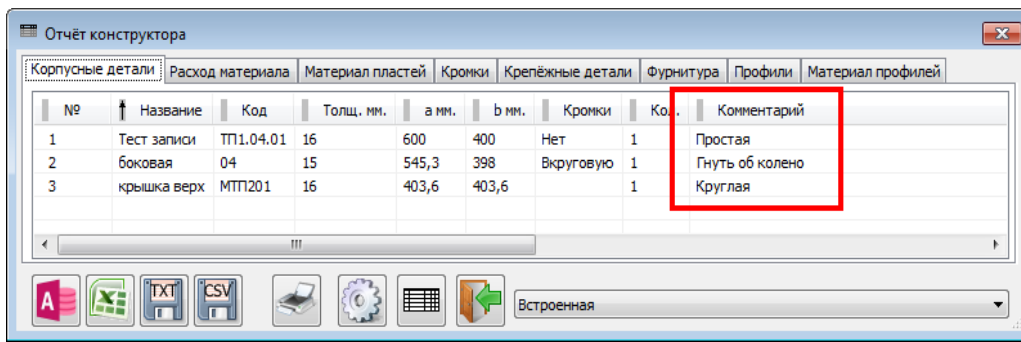 Отчёт конструктора
Корпусные детали Расход материала Материал пластей Кромки Крепёжные детали Фурнитура Профили Материал профилей
№ Название Код Толщ. мм. a мм. b мм. Кромки Кол. Комментарий
1 Тест записи ТП1.04.01 16 600 400 Нет 1 Простая
2 боковая 04 15 545,3 398 Вкруговую 1 Гнуть об колено
3 крышка верх МТП201 16 403,6 403,6 1 Круглая
A X TXT CSV Встроенная